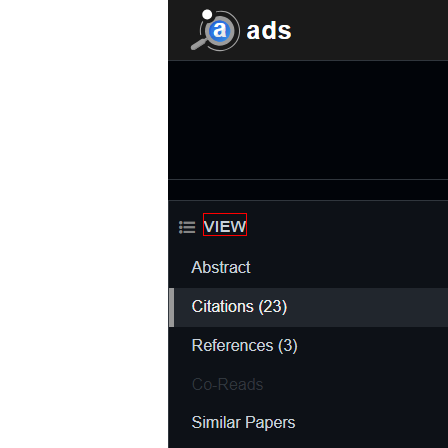 a ads
VIEW
Abstract
Citations (23)
References (3)
Co-Reads
Similar Papers